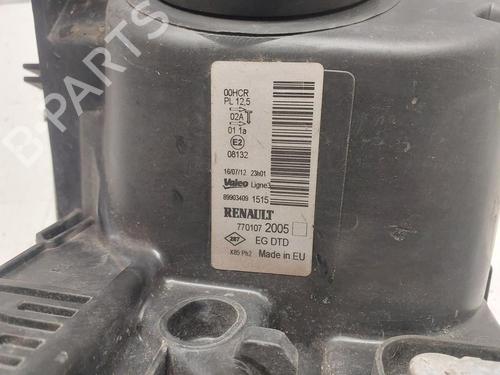 B-PARTS
00HCR
PL 12,5
02A
01 1a
E2
08132
16/07/12 23h01
Valeo Ligne3
89903409 1515
RENAULT
770107 2005
287 EG DTD
X85 Ph2 Made in EU